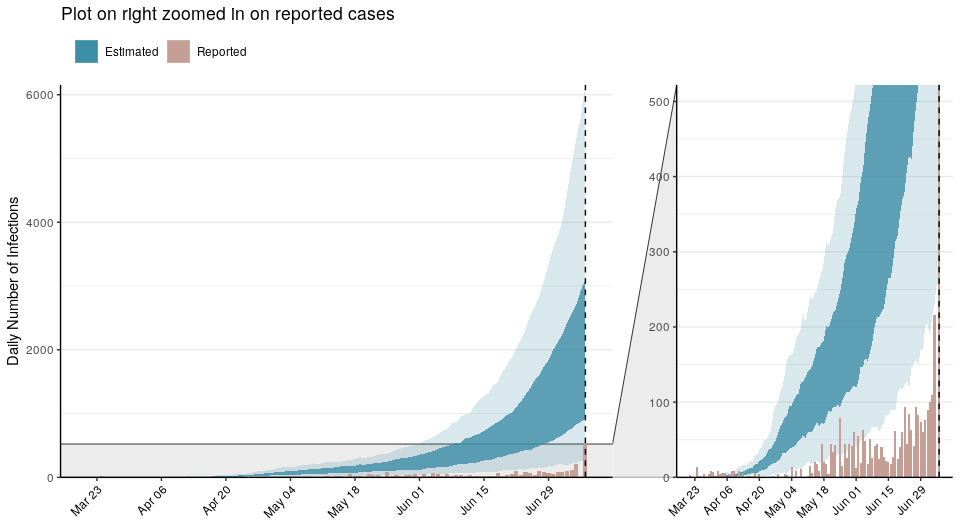 Plot on right zoomed in on reported cases
Estimated
Reported
Daily Number of Infections
6000
4000
2000
0
Mar 23
Apr 06
Apr 20
May 04
May 18
Jun 01
Jun 15
Jun 29
500
400
300
200
100
0
Mar 23
Apr 06
Apr 20
May 04
May 18
Jun 01
Jun 15
Jun 29